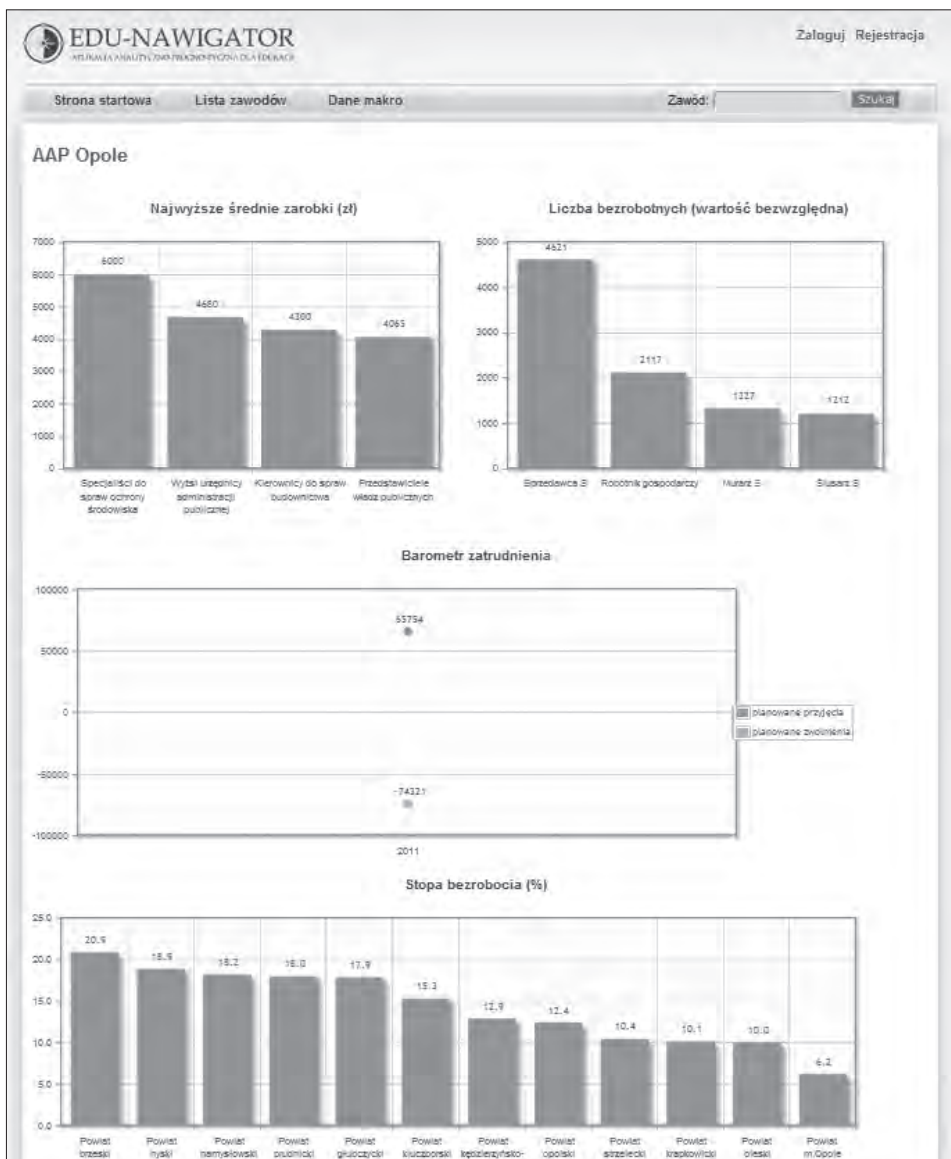 EDU-NAWIGATOR
APLIKACJA ANALITYCZNO-PROGNOSTYCZNA DLA EDUKACJI
Zaloguj Rejestracja
Strona startowa Lista zawodów Dane makro Zawód: Szukaj
AAP Opole
Najwyższe średnie zarobki (zł)
7000
6000
5000
4000
3000
2000
1000
0
6000
4680
4300
4065
Specjaliści do spraw ochrony środowiska
Wyżsi urzędnicy administracji publicznej
Kierownicy do spraw budownictwa
Przedstawiciele władz publicznych
Liczba bezrobotnych (wartość bezwzględna)
5000
4000
3000
2000
1000
0
4621
2117
1327
1212
Sprzedawca S
Robotnik gospodarczy
Murarz S
Ślusarz S
Barometr zatrudnienia
100000
50000
0
-50000
-100000
-74321
2011
planowane przyjęcia
planowane zwolnienia
Stopa bezrobocia (%)
25.0
20.0
15.0
10.0
5.0
0.0
20.9
18.9
18.2
18.0
17.9
15.3
12.9
12.4
10.4
10.1
10.0
6.2
Powiat brzeski
Powiat nyski
Powiat namysłowski
Powiat prudnicki
Powiat głubczycki
Powiat kluczborski
Powiat kędzierzyńsko-
Powiat opolski
Powiat strzelecki
Powiat krapkowicki
Powiat oleski
Powiat m.Opole